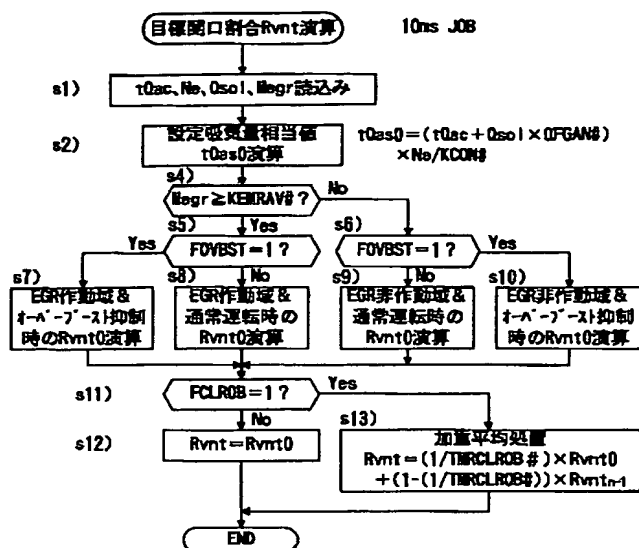 目標開口割合Rvnt演算
10ms JOB
s1)
tQac、Ne、Qsol、Megr読込み
s2)
設定吸気量相当値
tQas0演算
tQas0=(tQac+Qsol×QFGAN#)
×Ne/KCON#
s4)
Megr≧KEMRAV#?
No
Yes
s5)
FOVBST=1?
Yes
No
s6)
FOVBST=1?
Yes
No
s7)
EGR作動域&
オーバーブースト抑制
時のRvnt0演算
s8)
EGR作動域&
通常運転時の
Rvnt0演算
s9)
EGR非作動域&
通常運転時の
Rvnt0演算
s10)
EGR非作動域&
オーバーブースト抑制
時のRvnt0演算
s11)
FCLROB=1?
Yes
No
s12)
Rvnt=Rvnt0
s13)
加重平均処置
Rvnt=(1/TMRCLROB#)×Rvnt0
+(1-(1/TMRCLROB#))×Rvntn-1
END